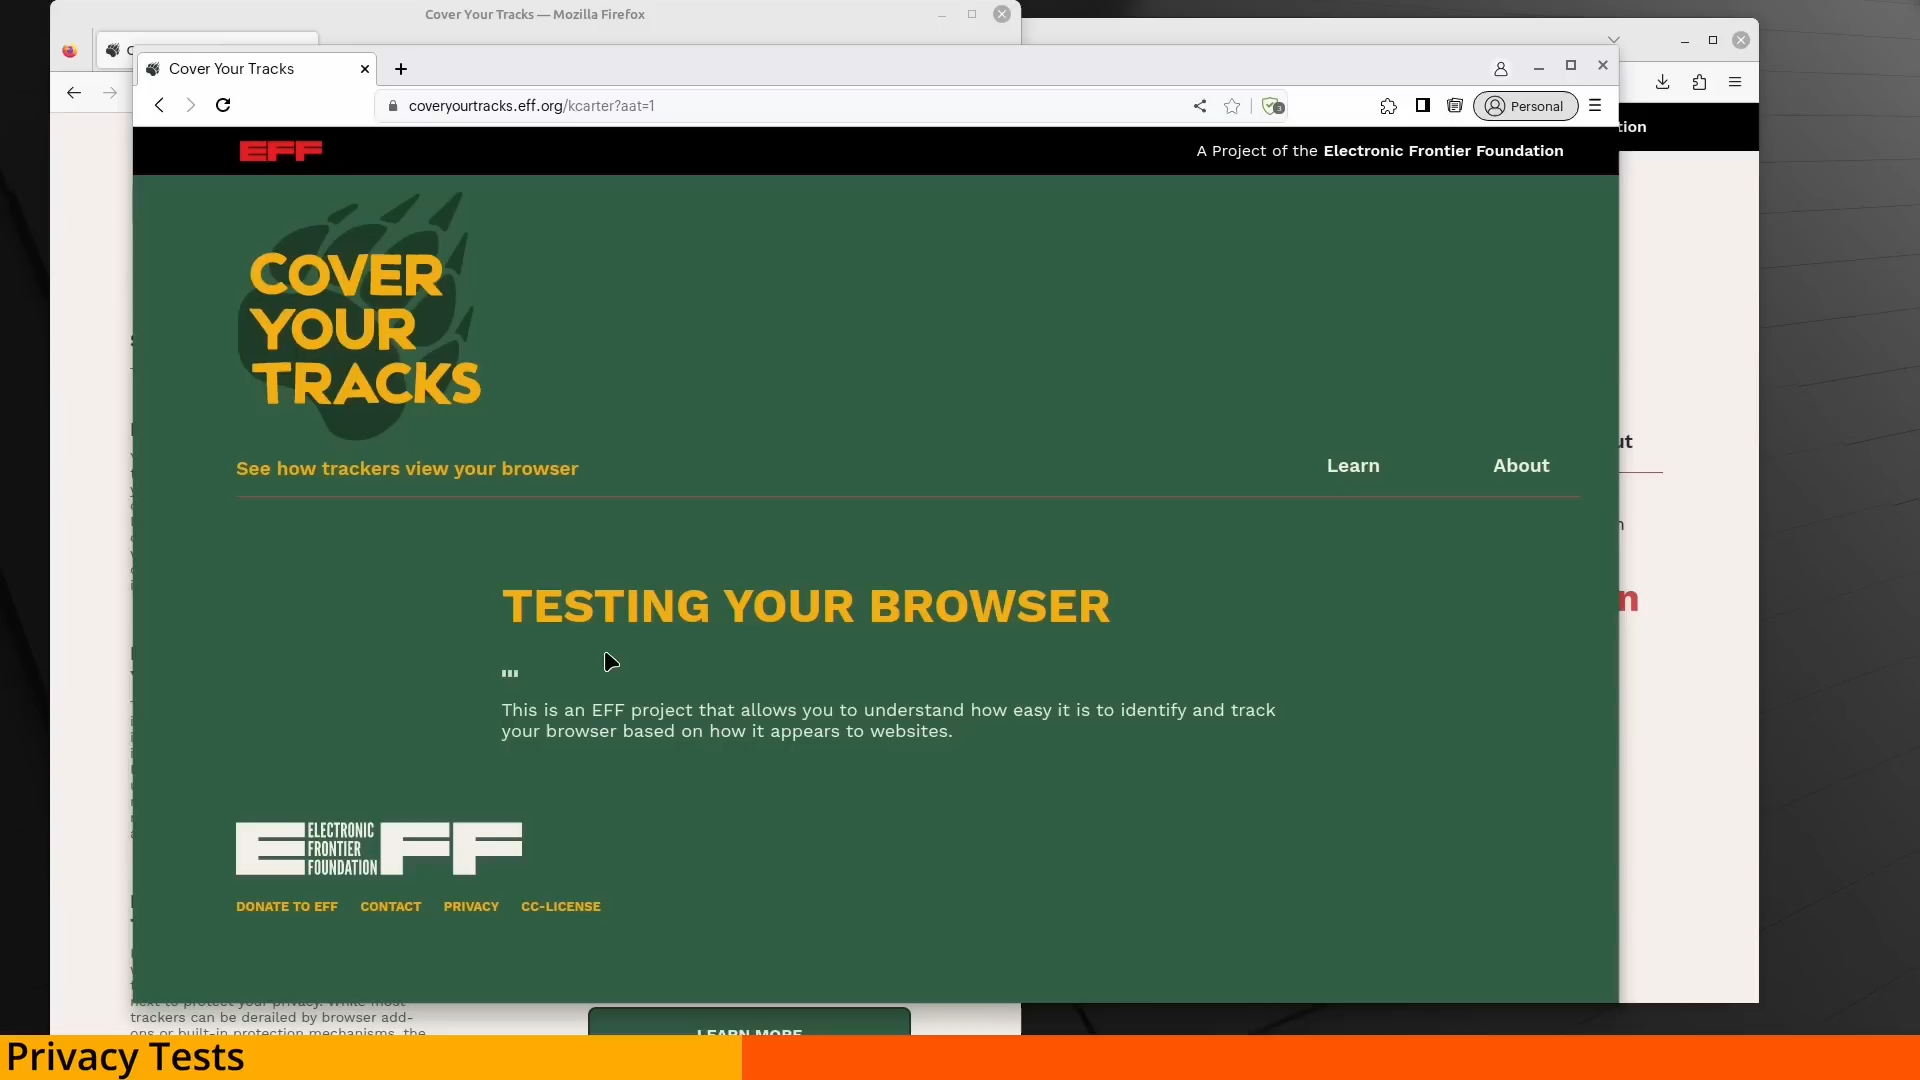 Cover Your Tracks — Mozilla Firefox
Cover Your Tracks
coveryourtracks.eff.org/kcarter?aat=1
3
Personal
EFF
A Project of the Electronic Frontier Foundation
tion
COVER
YOUR
TRACKS
See how trackers view your browser
Learn
About
ut
TESTING YOUR BROWSER
n
This is an EFF project that allows you to understand how easy it is to identify and track
your browser based on how it appears to websites.
ELECTRONIC
FRONTIER
FOUNDATION
EFF
DONATE TO EFF
CONTACT
PRIVACY
CC-LICENSE
next to protect your privacy. While most
trackers can be derailed by browser add-
ons or built-in protection mechanisms, the
LEARN MORE
Privacy Tests